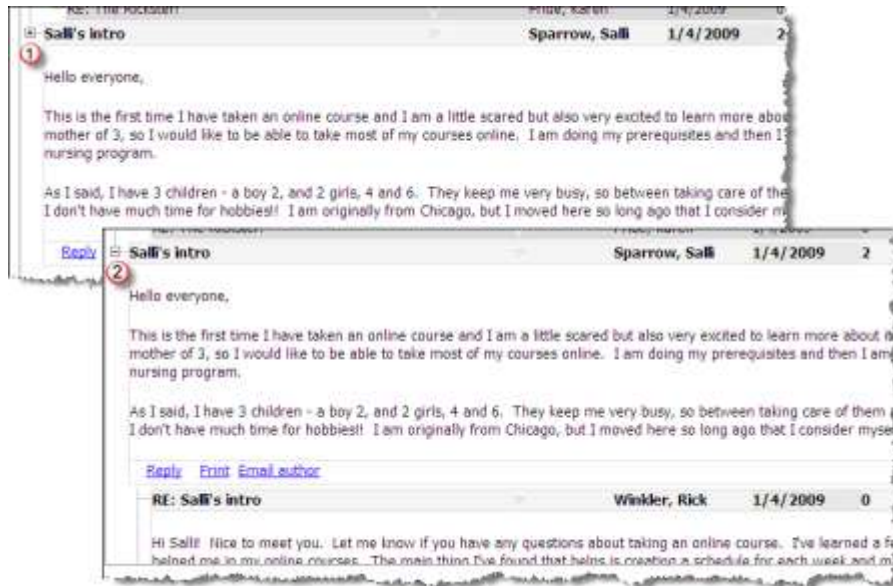 RE: The Rickster! Pride, Karen 1/4/2009 0
Salli's intro Sparrow, Salli 1/4/2009 2
1
Hello everyone,
This is the first time I have taken an online course and I am a little scared but also very excited to learn more abou
mother of 3, so I would like to be able to take most of my courses online. I am doing my prerequisites and then I
nursing program.
As I said, I have 3 children - a boy 2, and 2 girls, 4 and 6. They keep me very busy, so between taking care of the
I don't have much time for hobbies!! I am originally from Chicago, but I moved here so long ago that I consider my
Reply
Salli's intro Sparrow, Salli 1/4/2009 2
2
Hello everyone,
This is the first time I have taken an online course and I am a little scared but also very excited to learn more about
mother of 3, so I would like to be able to take most of my courses online. I am doing my prerequisites and then I am
nursing program.
As I said, I have 3 children - a boy 2, and 2 girls, 4 and 6. They keep me very busy, so between taking care of them
I don't have much time for hobbies!! I am originally from Chicago, but I moved here so long ago that I consider myse
Reply Print Email author
RE: Salli's intro Winkler, Rick 1/4/2009 0
Hi Salli! Nice to meet you. Let me know if you have any questions about taking an online course. I've learned a fe
helped me in my online courses. The main thing I've found that helps is creating a schedule for each week and